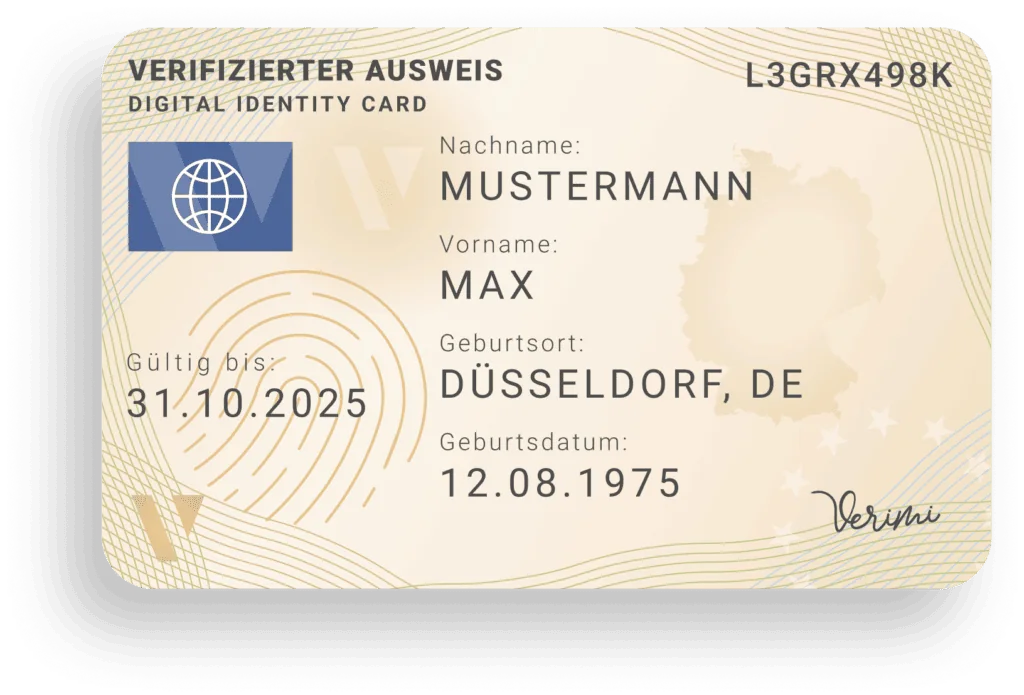 VERIFIZIERTER AUSWEIS
DIGITAL IDENTITY CARD
L3GRX498K
Nachname:
MUSTERMANN
Vorname:
MAX
Geburtsort:
DÜSSELDORF, DE
Geburtsdatum:
12.08.1975
Gültig bis:
31.10.2025
Verimi